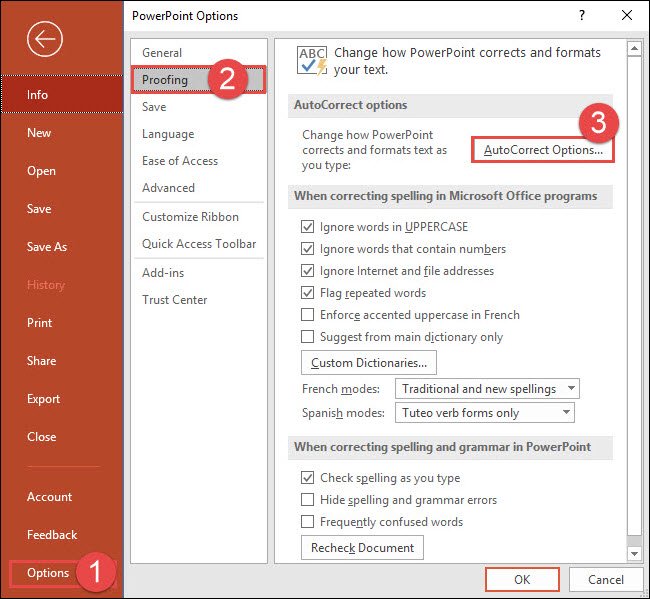 PowerPoint Options
?
Info
New
Open
Save
Save As
History
Print
Share
Export
Close
Account
Feedback
Options
1
General
Proofing
2
Save
Language
Ease of Access
Advanced
Customize Ribbon
Quick Access Toolbar
Add-ins
Trust Center
ABC
Change how PowerPoint corrects and formats
your text.
AutoCorrect options
3
Change how PowerPoint
corrects and formats text as
you type:
AutoCorrect Options...
When correcting spelling in Microsoft Office programs
Ignore words in UPPERCASE
Ignore words that contain numbers
Ignore Internet and file addresses
Flag repeated words
Enforce accented uppercase in French
Suggest from main dictionary only
Custom Dictionaries...
French modes: Traditional and new spellings
Spanish modes: Tuteo verb forms only
When correcting spelling and grammar in PowerPoint
Check spelling as you type
Hide spelling and grammar errors
Frequently confused words
Recheck Document
OK
Cancel